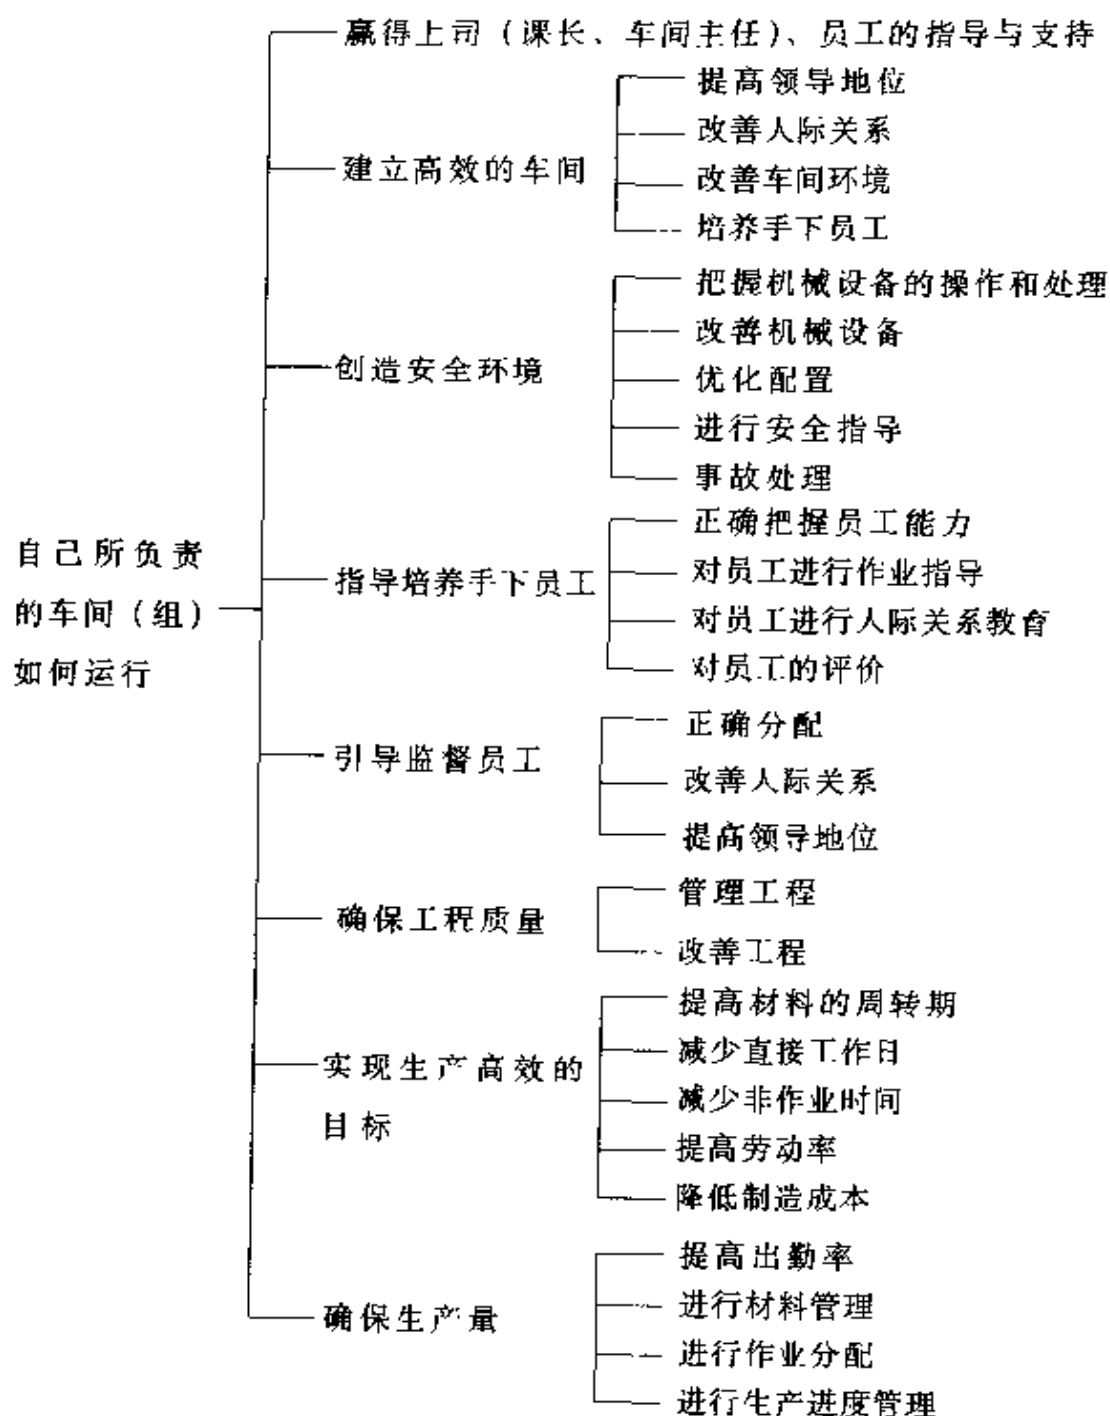 赢得上司（课长、车间主任）、员工的指导与支持
建立高效的车间
提高领导地位
改善人际关系
改善车间环境
培养手下员工
创造安全环境
把握机械设备的操作和处理
改善机械设备
优化配置
进行安全指导
事故处理
自己所负责
的车间（组）
如何运行
指导培养手下员工
正确把握员工能力
对员工进行作业指导
对员工进行人际关系教育
对员工的评价
引导监督员工
正确分配
改善人际关系
提高领导地位
确保工程质量
管理工程
改善工程
实现生产高效的
目标
提高材料的周转期
减少直接工作日
减少非作业时间
提高劳动率
降低制造成本
确保生产量
提高出勤率
进行材料管理
进行作业分配
进行生产进度管理